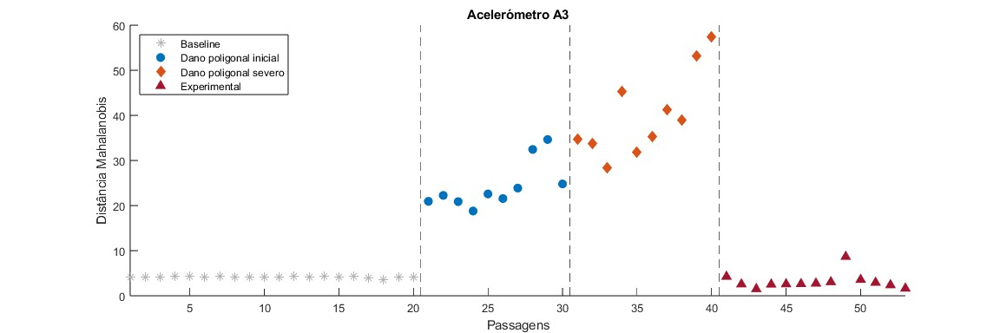 Acelerómetro A3
60
50
40
30
20
10
0
Distância Mahalanobis
Baseline
Dano poligonal inicial
Dano poligonal severo
Experimental
5 10 15 20 25 30 35 40 45 50
Passagens